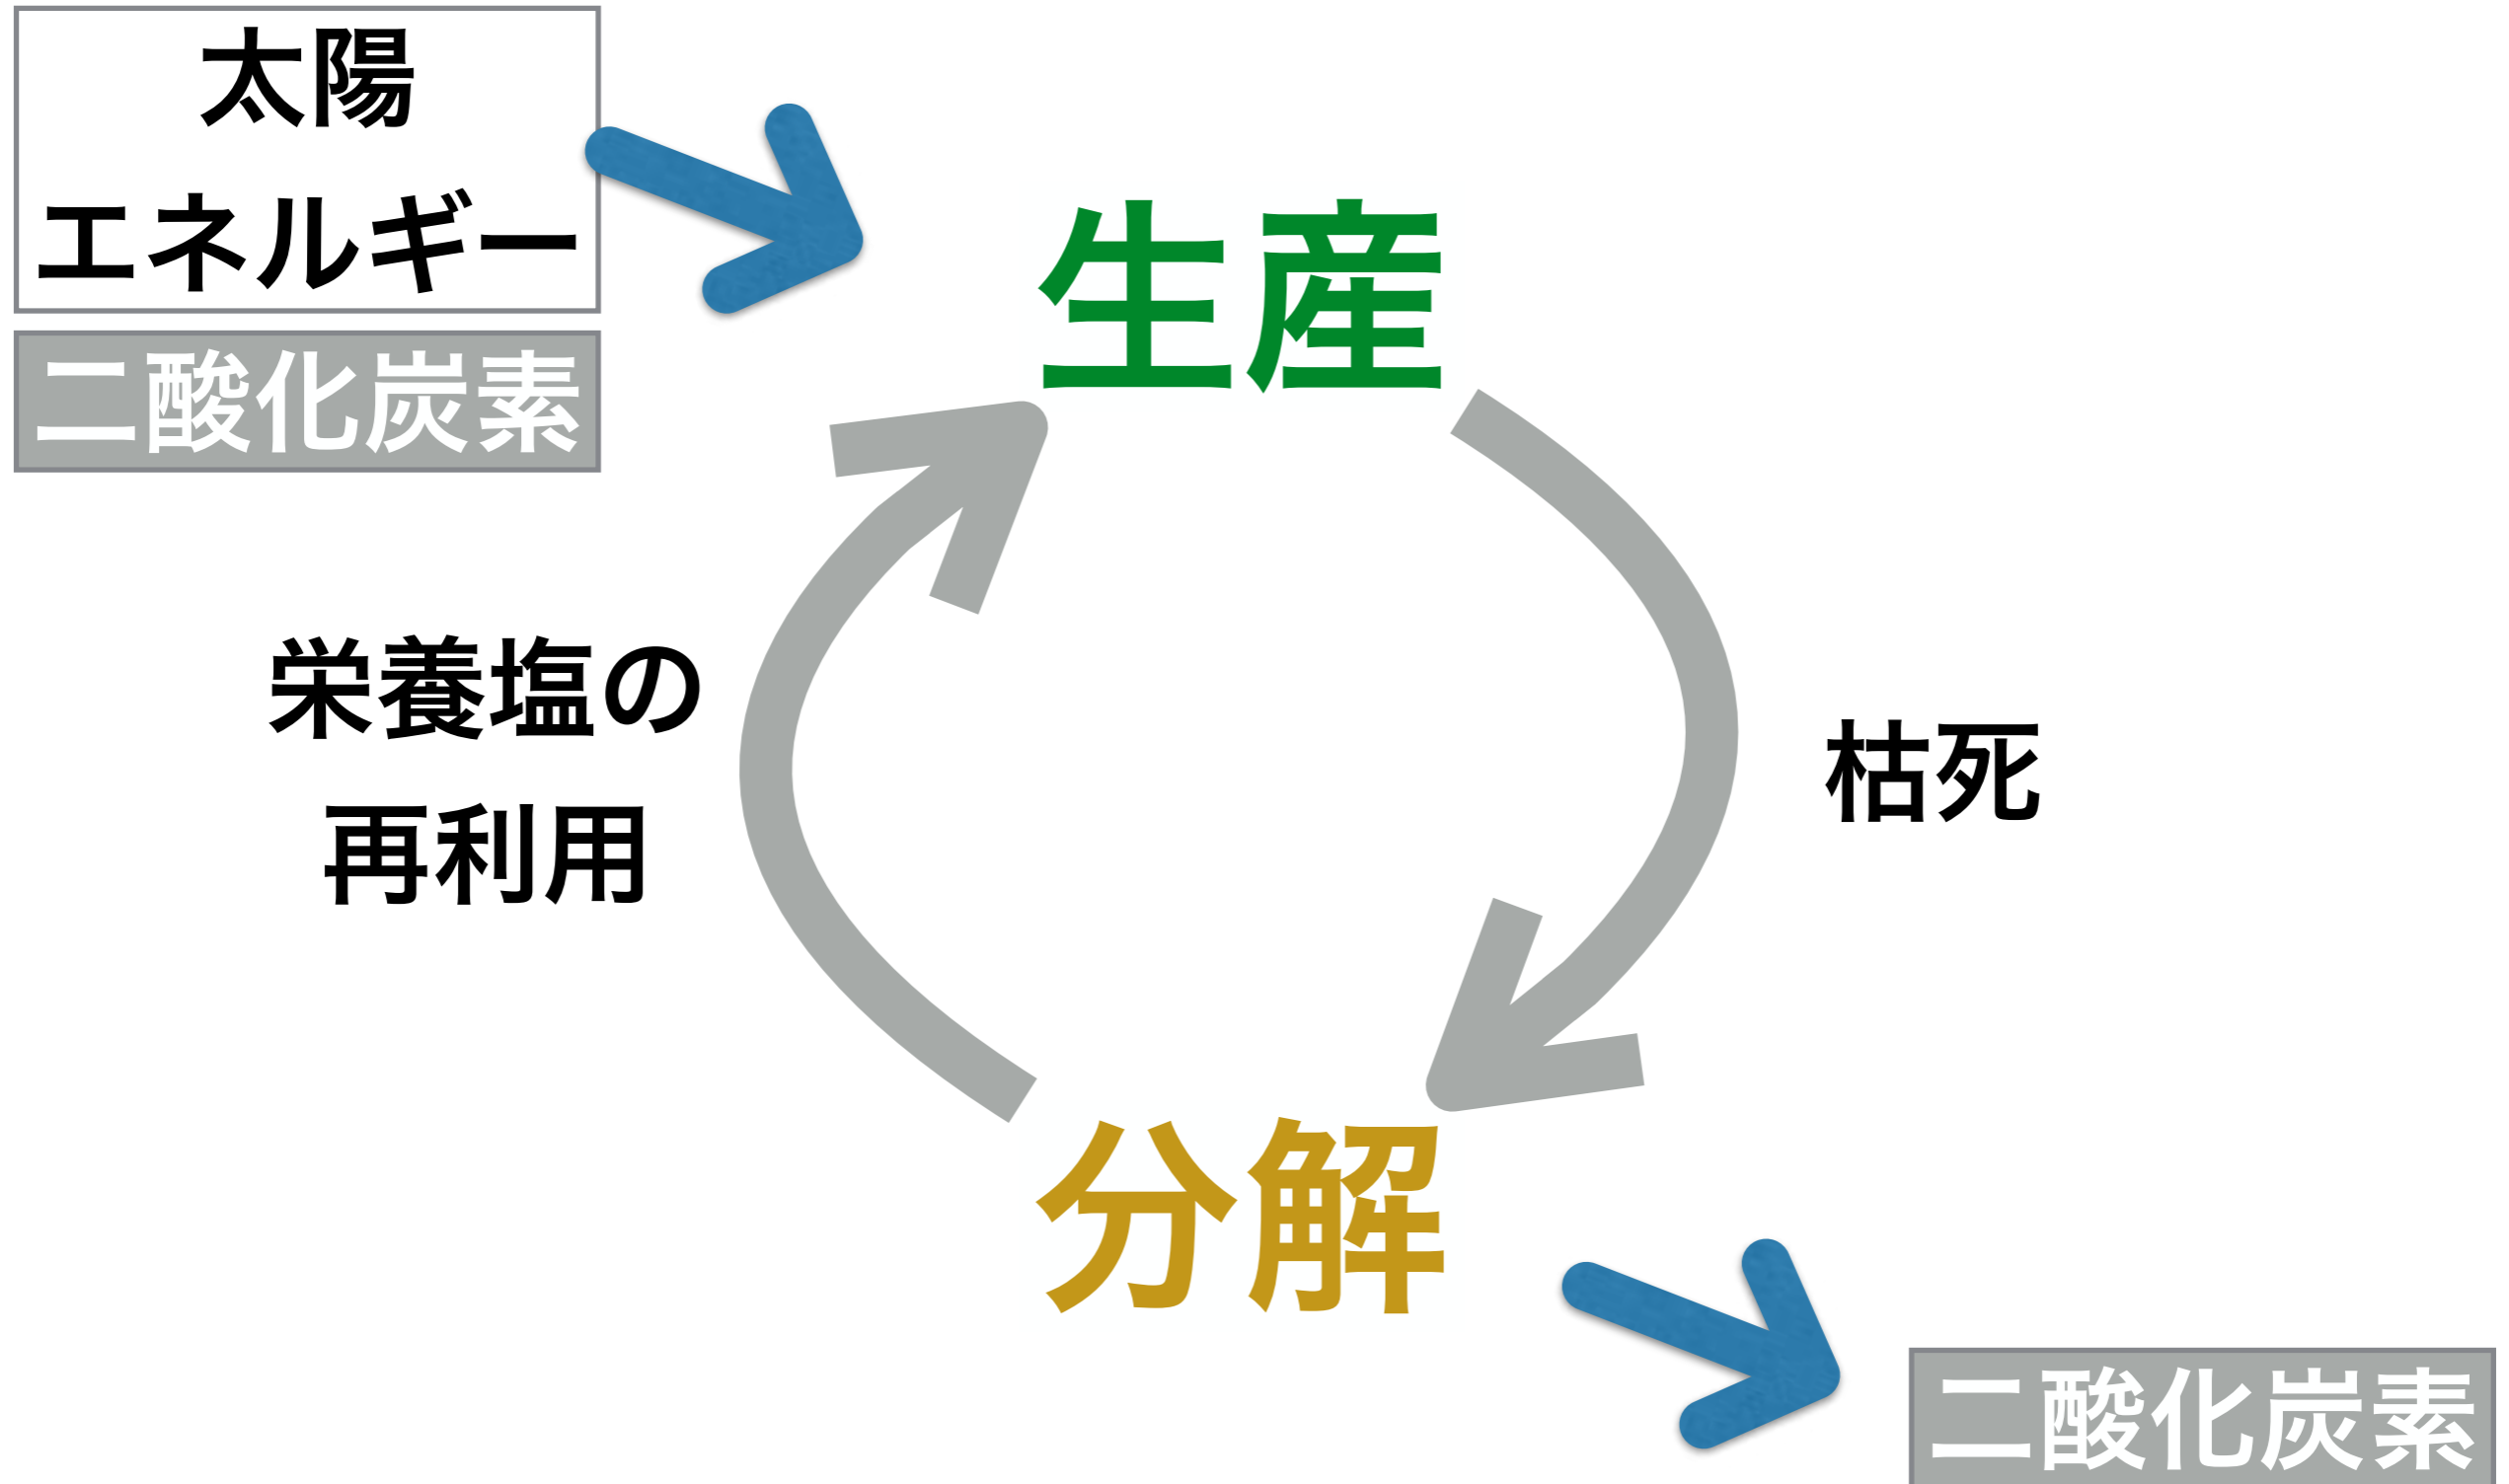 太陽
エネルギー
二酸化炭素
生産
栄養塩の
再利用
枯死
分解
二酸化炭素